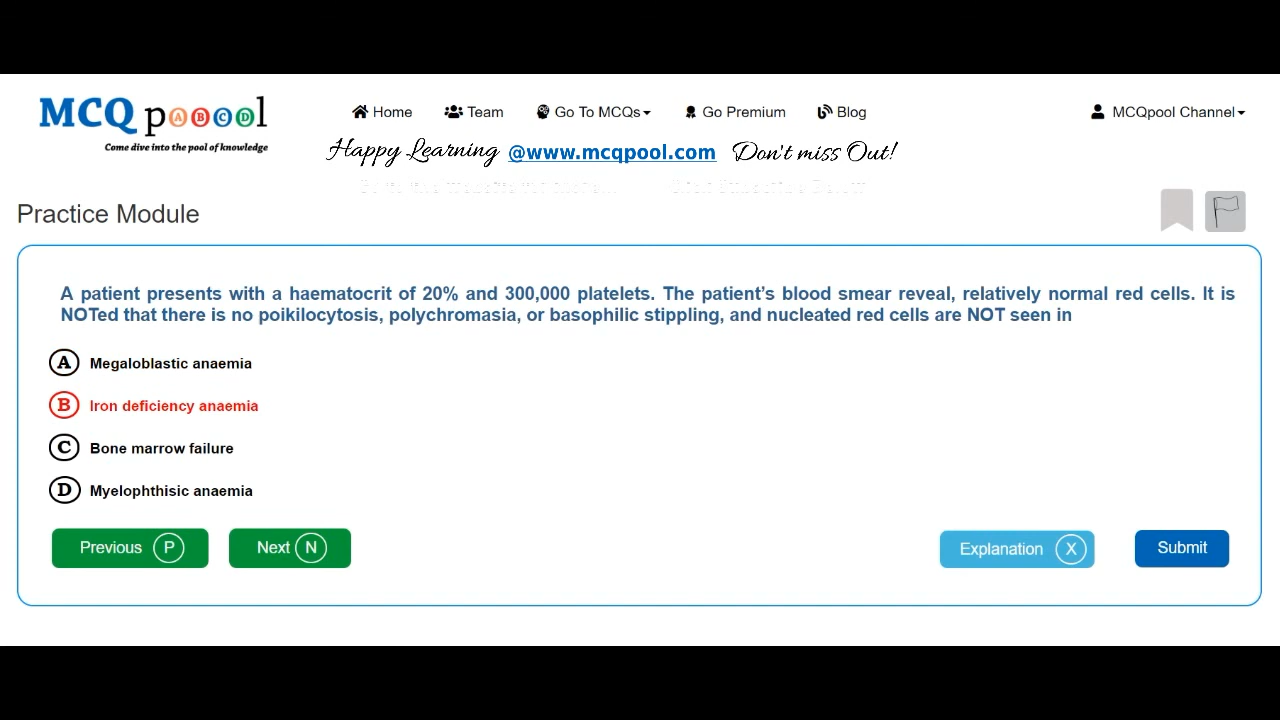 MCQ poool
A B C D
Come dive into the pool of knowledge
Home Team Go To MCQs Go Premium Blog MCQpool Channel
Happy Learning @www.mcqpool.com Don't miss Out!
Practice Module
A patient presents with a haematocrit of 20% and 300,000 platelets. The patient's blood smear reveal, relatively normal red cells. It is
NOTed that there is no poikilocytosis, polychromasia, or basophilic stippling, and nucleated red cells are NOT seen in
A Megaloblastic anaemia
B Iron deficiency anaemia
C Bone marrow failure
D Myelophthisic anaemia
Previous P Next N Explanation X Submit